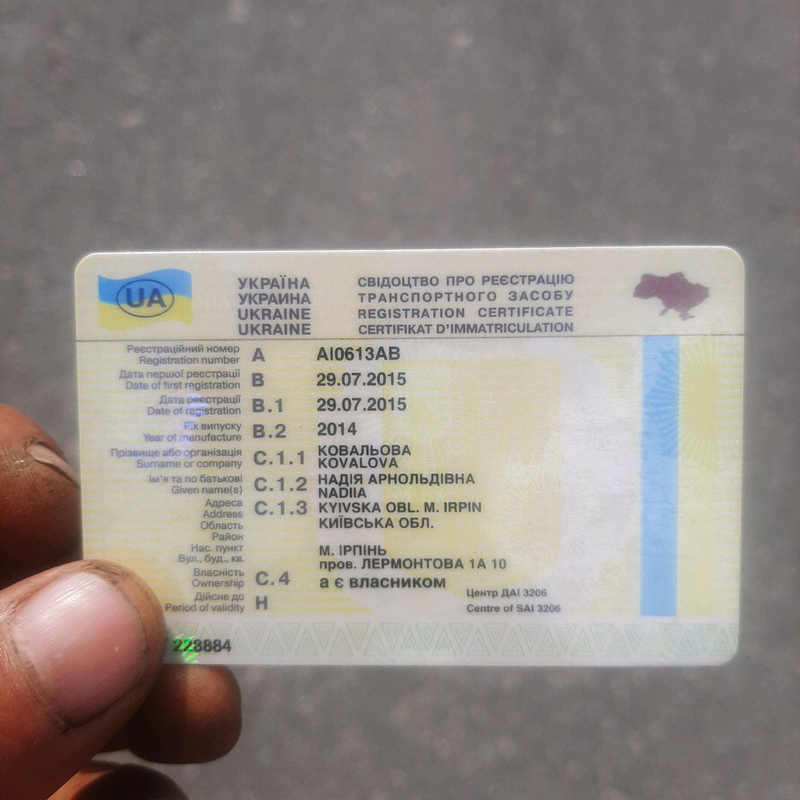 UA
УКРАЇНА
УКРАИНА
UKRAINE
UKRAINE
СВІДОЦТВО ПРО РЕЄСТРАЦІЮ
ТРАНСПОРТНОГО ЗАСОБУ
REGISTRATION CERTIFICATE
CERTIFIKAT D'IMMATRICULATION
Реєстраційний номер
Registration number A АІ0613АВ
Дата першої реєстрації
Date of first registration B 29.07.2015
Дата реєстрації
Date of registration B.1 29.07.2015
Рік випуску
Year of manufacture B.2 2014
Прізвище або організація C.1.1 КОВАЛЬОВА
Surname or company KOVALOVA
Ім'я та по батькові C.1.2 НАДІЯ АРНОЛЬДІВНА
Given name(s) NADIIA
Адреса C.1.3 KYIVSKA OBL. M. IRPIN
Address
Область КИЇВСЬКА ОБЛ.
Район
Нас. пункт М. ІРПІНЬ
Вул., буд., кв. пров. ЛЕРМОНТОВА 1А 10
Власність
Ownership C.4 а є власником
Дійсне до
Period of validity H
Центр ДАІ 3206
Centre of SAI 3206
228884